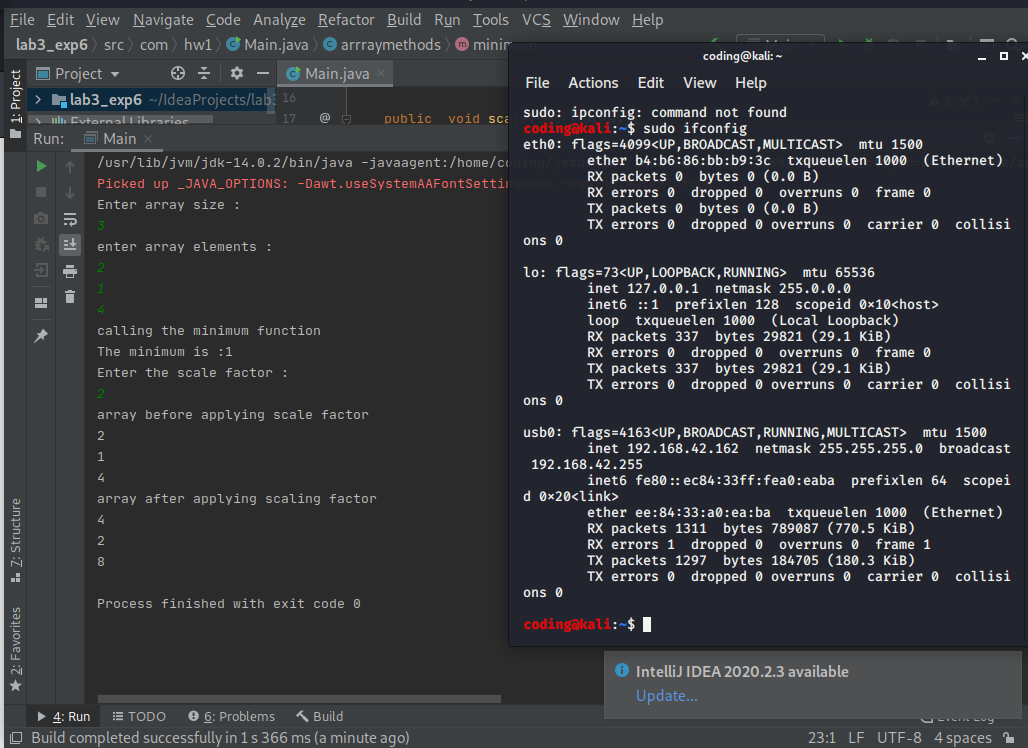 File Edit View Navigate Code Analyze Refactor Build Run Tools VCS Window Help
lab3_exp6 src com hw1 Main.java arrraymethods
Project
Main.java
lab3_exp6 ~/IdeaProjects/lab3
External Libraries
16
17 @ public void sca
1: Project
Run: Main
/usr/lib/jvm/jdk-14.0.2/bin/java -javaagent:/home/coding/
Picked up _JAVA_OPTIONS: -Dawt.useSystemAAFontSettings
Enter array size :
3
enter array elements :
2
1
4
calling the minimum function
The minimum is :1
Enter the scale factor :
2
array before applying scale factor
2
1
4
array after applying scaling factor
4
2
8
Process finished with exit code 0
7: Structure
2: Favorites
coding@kali: ~
File Actions Edit View Help
sudo: ipconfig: command not found
coding@kali:~$ sudo ifconfig
eth0: flags=4099<UP,BROADCAST,MULTICAST> mtu 1500
ether b4:b6:86:bb:b9:3c txqueuelen 1000 (Ethernet)
RX packets 0 bytes 0 (0.0 B)
RX errors 0 dropped 0 overruns 0 frame 0
TX packets 0 bytes 0 (0.0 B)
TX errors 0 dropped 0 overruns 0 carrier 0 collisi
ons 0
lo: flags=73<UP,LOOPBACK,RUNNING> mtu 65536
inet 127.0.0.1 netmask 255.0.0.0
inet6 ::1 prefixlen 128 scopeid 0×10<host>
loop txqueuelen 1000 (Local Loopback)
RX packets 337 bytes 29821 (29.1 KiB)
RX errors 0 dropped 0 overruns 0 frame 0
TX packets 337 bytes 29821 (29.1 KiB)
TX errors 0 dropped 0 overruns 0 carrier 0 collisi
ons 0
usb0: flags=4163<UP,BROADCAST,RUNNING,MULTICAST> mtu 1500
inet 192.168.42.162 netmask 255.255.255.0 broadcast
192.168.42.255
inet6 fe80::ec84:33ff:fea0:eaba prefixlen 64 scopei
d 0×20<link>
ether ee:84:33:a0:ea:ba txqueuelen 1000 (Ethernet)
RX packets 1311 bytes 789087 (770.5 KiB)
RX errors 1 dropped 0 overruns 0 frame 1
TX packets 1297 bytes 184705 (180.3 KiB)
TX errors 0 dropped 0 overruns 0 carrier 0 collisi
ons 0
coding@kali:~$
IntelliJ IDEA 2020.2.3 available
Update...
4: Run TODO 6: Problems Build Event Log
Build completed successfully in 1 s 366 ms (a minute ago) 23:1 LF UTF-8 4 spaces